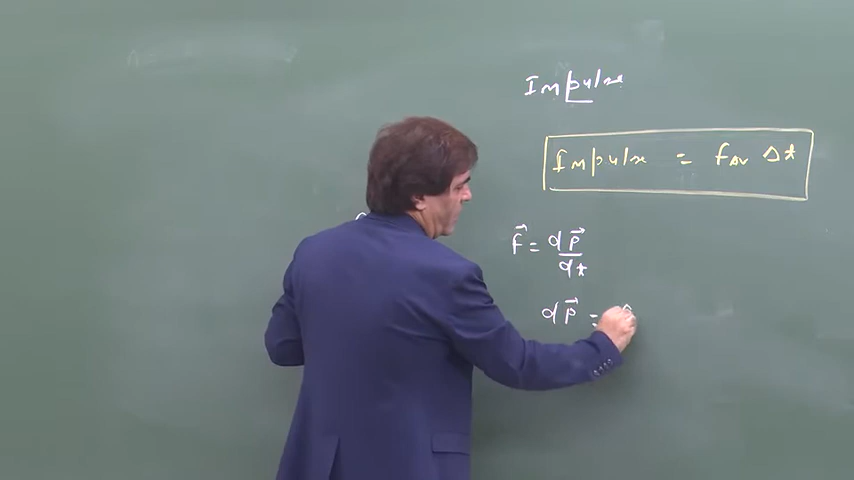 Impulse
Impulse = FAV Δt
F⃗ = dP⃗/dt
dP⃗ =